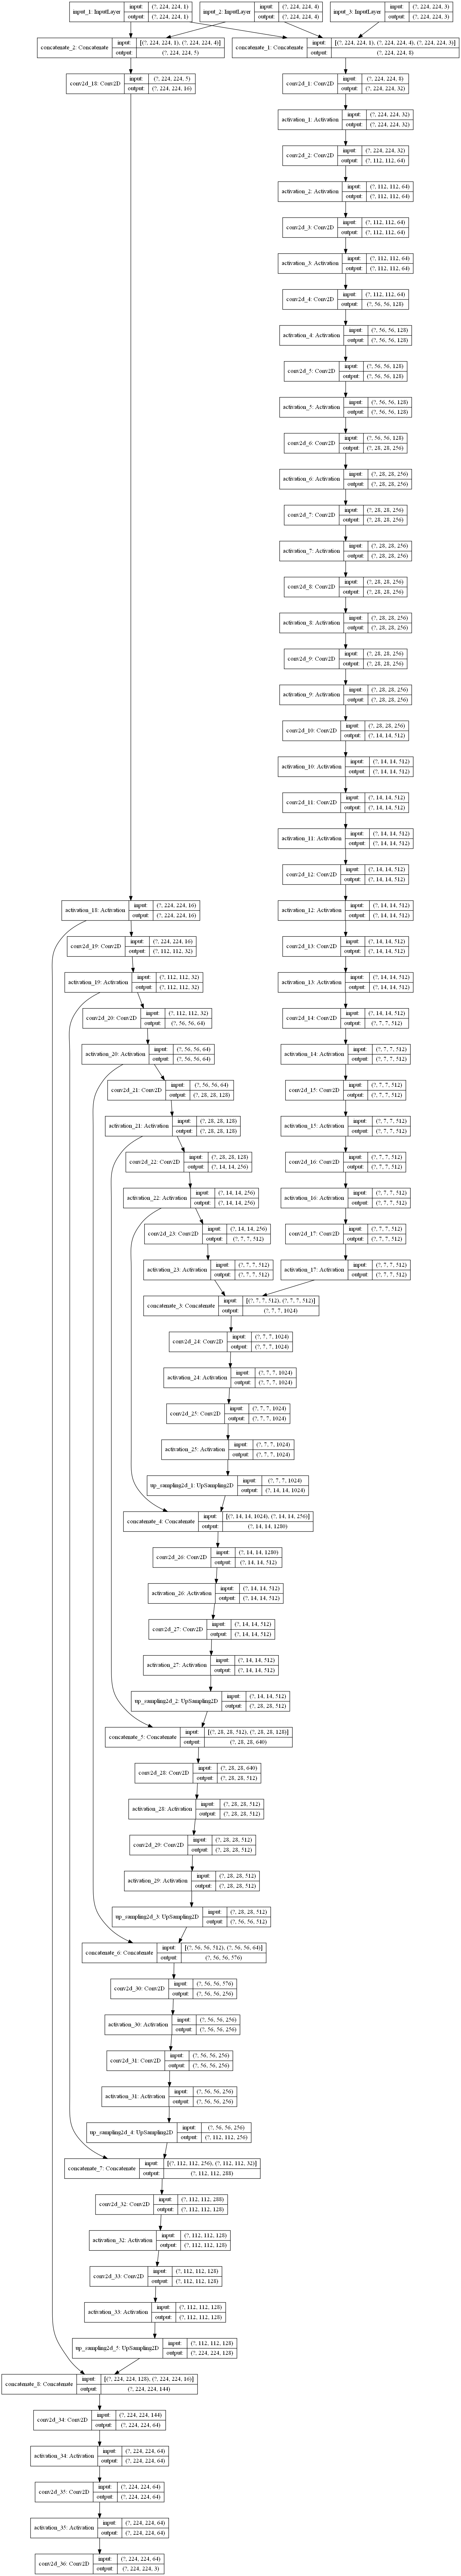 input_1: InputLayer
input: (?, 224, 224, 1)
output: (?, 224, 224, 1)
input_2: InputLayer
input: (?, 224, 224, 4)
output: (?, 224, 224, 4)
input_3: InputLayer
input: (?, 224, 224, 3)
output: (?, 224, 224, 3)
concatenate_2: Concatenate
input: [(?, 224, 224, 1), (?, 224, 224, 4)]
output: (?, 224, 224, 5)
concatenate_1: Concatenate
input: [(?, 224, 224, 1), (?, 224, 224, 4), (?, 224, 224, 3)]
output: (?, 224, 224, 8)
conv2d_18: Conv2D
input: (?, 224, 224, 5)
output: (?, 224, 224, 16)
conv2d_1: Conv2D
input: (?, 224, 224, 8)
output: (?, 224, 224, 32)
activation_1: Activation
input: (?, 224, 224, 32)
output: (?, 224, 224, 32)
conv2d_2: Conv2D
input: (?, 224, 224, 32)
output: (?, 112, 112, 64)
activation_2: Activation
input: (?, 112, 112, 64)
output: (?, 112, 112, 64)
conv2d_3: Conv2D
input: (?, 112, 112, 64)
output: (?, 112, 112, 64)
activation_3: Activation
input: (?, 112, 112, 64)
output: (?, 112, 112, 64)
conv2d_4: Conv2D
input: (?, 112, 112, 64)
output: (?, 56, 56, 128)
activation_4: Activation
input: (?, 56, 56, 128)
output: (?, 56, 56, 128)
conv2d_5: Conv2D
input: (?, 56, 56, 128)
output: (?, 56, 56, 128)
activation_5: Activation
input: (?, 56, 56, 128)
output: (?, 56, 56, 128)
conv2d_6: Conv2D
input: (?, 56, 56, 128)
output: (?, 28, 28, 256)
activation_6: Activation
input: (?, 28, 28, 256)
output: (?, 28, 28, 256)
conv2d_7: Conv2D
input: (?, 28, 28, 256)
output: (?, 28, 28, 256)
activation_7: Activation
input: (?, 28, 28, 256)
output: (?, 28, 28, 256)
conv2d_8: Conv2D
input: (?, 28, 28, 256)
output: (?, 28, 28, 256)
activation_8: Activation
input: (?, 28, 28, 256)
output: (?, 28, 28, 256)
conv2d_9: Conv2D
input: (?, 28, 28, 256)
output: (?, 28, 28, 256)
activation_9: Activation
input: (?, 28, 28, 256)
output: (?, 28, 28, 256)
conv2d_10: Conv2D
input: (?, 28, 28, 256)
output: (?, 14, 14, 512)
activation_10: Activation
input: (?, 14, 14, 512)
output: (?, 14, 14, 512)
conv2d_11: Conv2D
input: (?, 14, 14, 512)
output: (?, 14, 14, 512)
activation_11: Activation
input: (?, 14, 14, 512)
output: (?, 14, 14, 512)
conv2d_12: Conv2D
input: (?, 14, 14, 512)
output: (?, 14, 14, 512)
activation_18: Activation
input: (?, 224, 224, 16)
output: (?, 224, 224, 16)
activation_12: Activation
input: (?, 14, 14, 512)
output: (?, 14, 14, 512)
conv2d_19: Conv2D
input: (?, 224, 224, 16)
output: (?, 112, 112, 32)
conv2d_13: Conv2D
input: (?, 14, 14, 512)
output: (?, 14, 14, 512)
activation_19: Activation
input: (?, 112, 112, 32)
output: (?, 112, 112, 32)
activation_13: Activation
input: (?, 14, 14, 512)
output: (?, 14, 14, 512)
conv2d_20: Conv2D
input: (?, 112, 112, 32)
output: (?, 56, 56, 64)
conv2d_14: Conv2D
input: (?, 14, 14, 512)
output: (?, 7, 7, 512)
activation_20: Activation
input: (?, 56, 56, 64)
output: (?, 56, 56, 64)
activation_14: Activation
input: (?, 7, 7, 512)
output: (?, 7, 7, 512)
conv2d_21: Conv2D
input: (?, 56, 56, 64)
output: (?, 28, 28, 128)
conv2d_15: Conv2D
input: (?, 7, 7, 512)
output: (?, 7, 7, 512)
activation_21: Activation
input: (?, 28, 28, 128)
output: (?, 28, 28, 128)
activation_15: Activation
input: (?, 7, 7, 512)
output: (?, 7, 7, 512)
conv2d_22: Conv2D
input: (?, 28, 28, 128)
output: (?, 14, 14, 256)
conv2d_16: Conv2D
input: (?, 7, 7, 512)
output: (?, 7, 7, 512)
activation_22: Activation
input: (?, 14, 14, 256)
output: (?, 14, 14, 256)
activation_16: Activation
input: (?, 7, 7, 512)
output: (?, 7, 7, 512)
conv2d_23: Conv2D
input: (?, 14, 14, 256)
output: (?, 7, 7, 512)
conv2d_17: Conv2D
input: (?, 7, 7, 512)
output: (?, 7, 7, 512)
activation_23: Activation
input: (?, 7, 7, 512)
output: (?, 7, 7, 512)
activation_17: Activation
input: (?, 7, 7, 512)
output: (?, 7, 7, 512)
concatenate_3: Concatenate
input: [(?, 7, 7, 512), (?, 7, 7, 512)]
output: (?, 7, 7, 1024)
conv2d_24: Conv2D
input: (?, 7, 7, 1024)
output: (?, 7, 7, 1024)
activation_24: Activation
input: (?, 7, 7, 1024)
output: (?, 7, 7, 1024)
conv2d_25: Conv2D
input: (?, 7, 7, 1024)
output: (?, 7, 7, 1024)
activation_25: Activation
input: (?, 7, 7, 1024)
output: (?, 7, 7, 1024)
up_sampling2d_1: UpSampling2D
input: (?, 7, 7, 1024)
output: (?, 14, 14, 1024)
concatenate_4: Concatenate
input: [(?, 14, 14, 1024), (?, 14, 14, 256)]
output: (?, 14, 14, 1280)
conv2d_26: Conv2D
input: (?, 14, 14, 1280)
output: (?, 14, 14, 512)
activation_26: Activation
input: (?, 14, 14, 512)
output: (?, 14, 14, 512)
conv2d_27: Conv2D
input: (?, 14, 14, 512)
output: (?, 14, 14, 512)
activation_27: Activation
input: (?, 14, 14, 512)
output: (?, 14, 14, 512)
up_sampling2d_2: UpSampling2D
input: (?, 14, 14, 512)
output: (?, 28, 28, 512)
concatenate_5: Concatenate
input: [(?, 28, 28, 512), (?, 28, 28, 128)]
output: (?, 28, 28, 640)
conv2d_28: Conv2D
input: (?, 28, 28, 640)
output: (?, 28, 28, 512)
activation_28: Activation
input: (?, 28, 28, 512)
output: (?, 28, 28, 512)
conv2d_29: Conv2D
input: (?, 28, 28, 512)
output: (?, 28, 28, 512)
activation_29: Activation
input: (?, 28, 28, 512)
output: (?, 28, 28, 512)
up_sampling2d_3: UpSampling2D
input: (?, 28, 28, 512)
output: (?, 56, 56, 512)
concatenate_6: Concatenate
input: [(?, 56, 56, 512), (?, 56, 56, 64)]
output: (?, 56, 56, 576)
conv2d_30: Conv2D
input: (?, 56, 56, 576)
output: (?, 56, 56, 256)
activation_30: Activation
input: (?, 56, 56, 256)
output: (?, 56, 56, 256)
conv2d_31: Conv2D
input: (?, 56, 56, 256)
output: (?, 56, 56, 256)
activation_31: Activation
input: (?, 56, 56, 256)
output: (?, 56, 56, 256)
up_sampling2d_4: UpSampling2D
input: (?, 56, 56, 256)
output: (?, 112, 112, 256)
concatenate_7: Concatenate
input: [(?, 112, 112, 256), (?, 112, 112, 32)]
output: (?, 112, 112, 288)
conv2d_32: Conv2D
input: (?, 112, 112, 288)
output: (?, 112, 112, 128)
activation_32: Activation
input: (?, 112, 112, 128)
output: (?, 112, 112, 128)
conv2d_33: Conv2D
input: (?, 112, 112, 128)
output: (?, 112, 112, 128)
activation_33: Activation
input: (?, 112, 112, 128)
output: (?, 112, 112, 128)
up_sampling2d_5: UpSampling2D
input: (?, 112, 112, 128)
output: (?, 224, 224, 128)
concatenate_8: Concatenate
input: [(?, 224, 224, 128), (?, 224, 224, 16)]
output: (?, 224, 224, 144)
conv2d_34: Conv2D
input: (?, 224, 224, 144)
output: (?, 224, 224, 64)
activation_34: Activation
input: (?, 224, 224, 64)
output: (?, 224, 224, 64)
conv2d_35: Conv2D
input: (?, 224, 224, 64)
output: (?, 224, 224, 64)
activation_35: Activation
input: (?, 224, 224, 64)
output: (?, 224, 224, 64)
conv2d_36: Conv2D
input: (?, 224, 224, 64)
output: (?, 224, 224, 3)